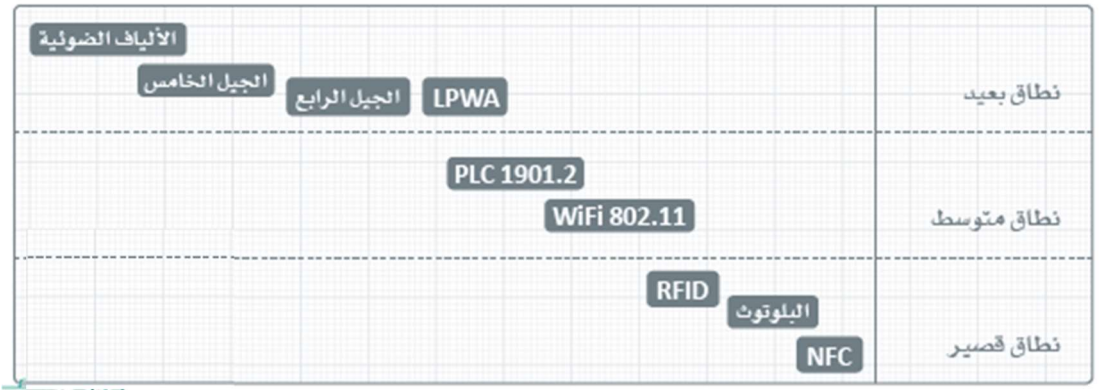 الألياف الضوئية
الجيل الخامس
الجيل الرابع
LPWA
نطاق بعيد
PLC 1901.2
WiFi 802.11
نطاق متوسط
RFID
البلوتوث
NFC
نطاق قصير